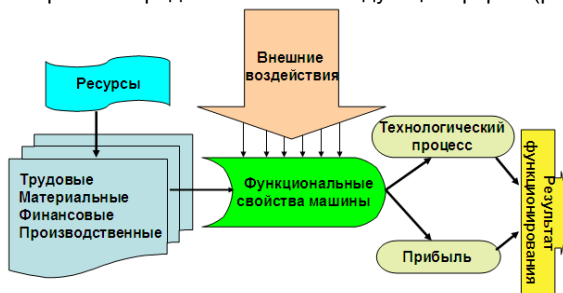 Внешние
воздействия
Ресурсы
Технологический
процесс
Трудовые
Материальные
Финансовые
Производственные
Функциональные
свойства машины
Прибыль
Результат
функционирования